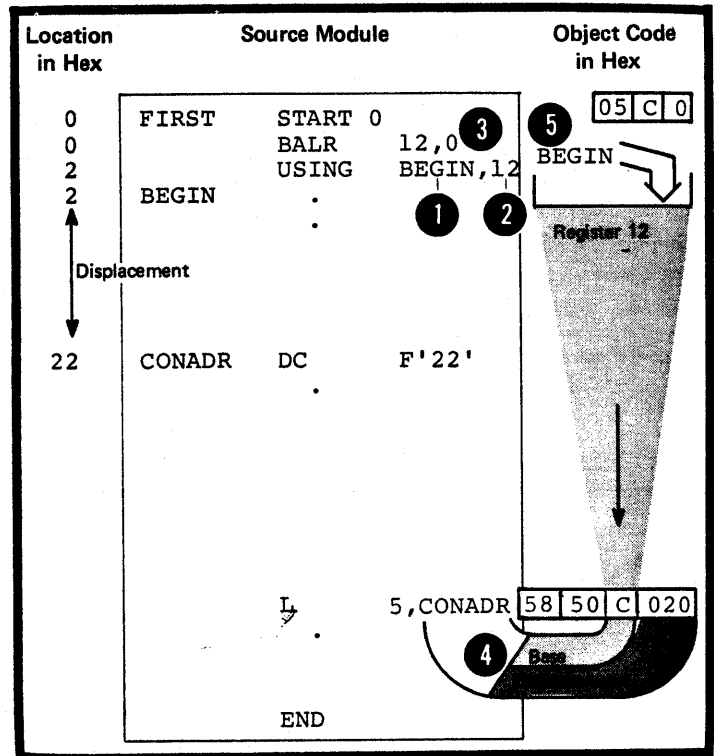 Location Source Module Object Code
in Hex in Hex
0 FIRST START 0 05 C 0
0 BALR 12,0 3 5
2 USING BEGIN,12 BEGIN
2 BEGIN . 1 2
. Register 12
Displacement
22 CONADR DC F'22'
.
L 5,CONADR 58 50 C 020
. 4 Base
END